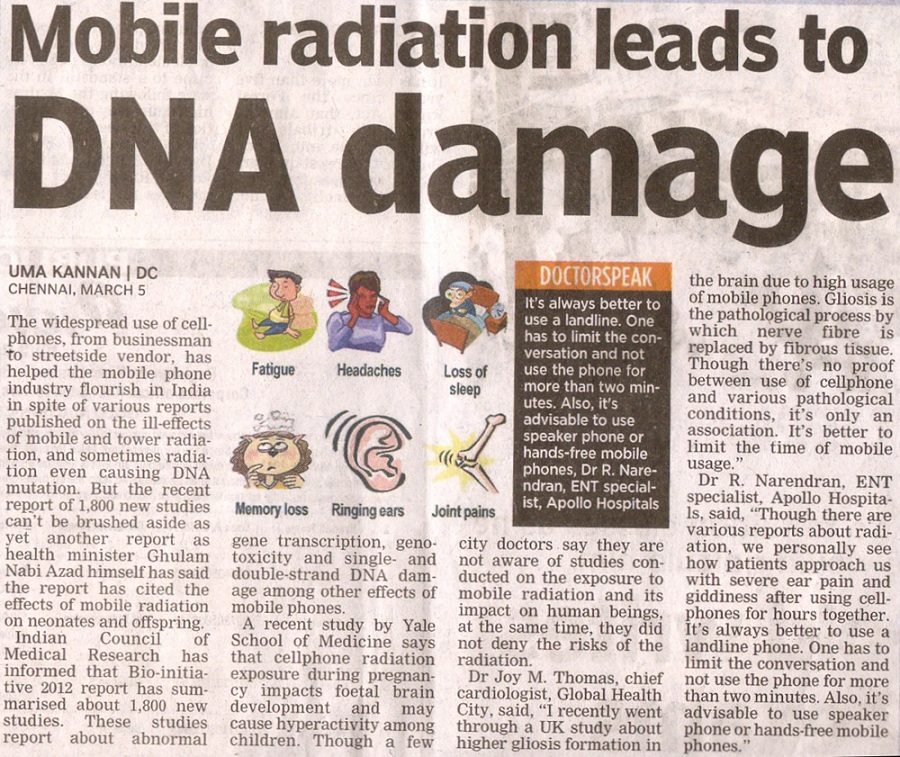 Mobile radiation leads to
DNA damage
UMA KANNAN | DC
CHENNAI, MARCH 5
The widespread use of cell-
phones, from businessman
to streetside vendor, has
helped the mobile phone
industry flourish in India
in spite of various reports
published on the ill-effects
of mobile and tower radia-
tion, and sometimes radia-
tion even causing DNA
mutation. But the recent
report of 1,800 new studies
can't be brushed aside as
yet another report as
health minister Ghulam
Nabi Azad himself has said
the report has cited the
effects of mobile radiation
on neonates and offspring.
Indian Council of
Medical Research has
informed that Bio-initia-
tive 2012 report has sum-
marised about 1,800 new
studies. These studies
report about abnormal
Fatigue
Headaches
Loss of
sleep
Memory loss
Ringing ears
Joint pains
gene transcription, geno-
toxicity and single- and
double-strand DNA dam-
age among other effects of
mobile phones.
A recent study by Yale
School of Medicine says
that cellphone radiation
exposure during pregnan-
cy impacts foetal brain
development and may
cause hyperactivity among
children. Though a few
DOCTORSPEAK
It's always better to
use a landline. One
has to limit the con-
versation and not
use the phone for
more than two min-
utes. Also, it's
advisable to use
speaker phone or
hands-free mobile
phones, Dr R. Nare-
ndran, ENT special-
ist, Apollo Hospitals
city doctors say they are
not aware of studies con-
ducted on the exposure to
mobile radiation and its
impact on human beings,
at the same time, they did
not deny the risks of the
radiation.
Dr Joy M. Thomas, chief
cardiologist, Global Health
City, said, "I recently went
through a UK study about
higher gliosis formation in
the brain due to high usage
of mobile phones. Gliosis is
the pathological process by
which nerve fibre is
replaced by fibrous tissue.
Though there's no proof
between use of cellphone
and various pathological
conditions, it's only an
association. It's better to
limit the time of mobile
usage."
Dr R. Narendran, ENT
specialist, Apollo Hospita-
ls, said, "Though there are
various reports about radi-
ation, we personally see
how patients approach us
with severe ear pain and
giddiness after using cell-
phones for hours together.
It's always better to use a
landline phone. One has to
limit the conversation and
not use the phone for more
than two minutes. Also, it's
advisable to use speaker
phone or hands-free mobile
phones."